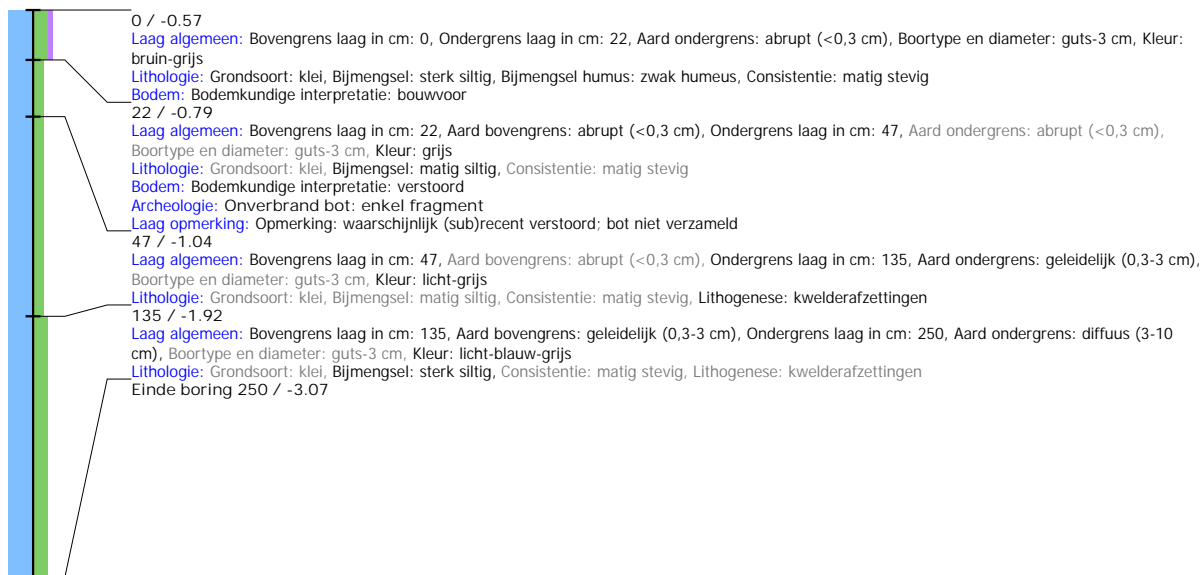 0 / -0.57
Laag algemeen: Bovengrens laag in cm: 0, Ondergrens laag in cm: 22, Aard ondergrens: abrupt (<0,3 cm), Boortype en diameter: guts-3 cm, Kleur:
bruin-grijs
Lithologie: Grondsoort: klei, Bijmengsel: sterk siltig, Bijmengsel humus: zwak humeus, Consistentie: matig stevig
Bodem: Bodemkundige interpretatie: bouwvoor
22 / -0.79
Laag algemeen: Bovengrens laag in cm: 22, Aard bovengrens: abrupt (<0,3 cm), Ondergrens laag in cm: 47, Aard ondergrens: abrupt (<0,3 cm),
Boortype en diameter: guts-3 cm, Kleur: grijs
Lithologie: Grondsoort: klei, Bijmengsel: matig siltig, Consistentie: matig stevig
Bodem: Bodemkundige interpretatie: verstoord
Archeologie: Onverbrand bot: enkel fragment
Laag opmerking: Opmerking: waarschijnlijk (sub)recent verstoord; bot niet verzameld
47 / -1.04
Laag algemeen: Bovengrens laag in cm: 47, Aard bovengrens: abrupt (<0,3 cm), Ondergrens laag in cm: 135, Aard ondergrens: geleidelijk (0,3-3 cm),
Boortype en diameter: guts-3 cm, Kleur: licht-grijs
Lithologie: Grondsoort: klei, Bijmengsel: matig siltig, Consistentie: matig stevig, Lithogenese: kwelderafzettingen
135 / -1.92
Laag algemeen: Bovengrens laag in cm: 135, Aard bovengrens: geleidelijk (0,3-3 cm), Ondergrens laag in cm: 250, Aard ondergrens: diffuus (3-10
cm), Boortype en diameter: guts-3 cm, Kleur: licht-blauw-grijs
Lithologie: Grondsoort: klei, Bijmengsel: sterk siltig, Consistentie: matig stevig, Lithogenese: kwelderafzettingen
Einde boring 250 / -3.07